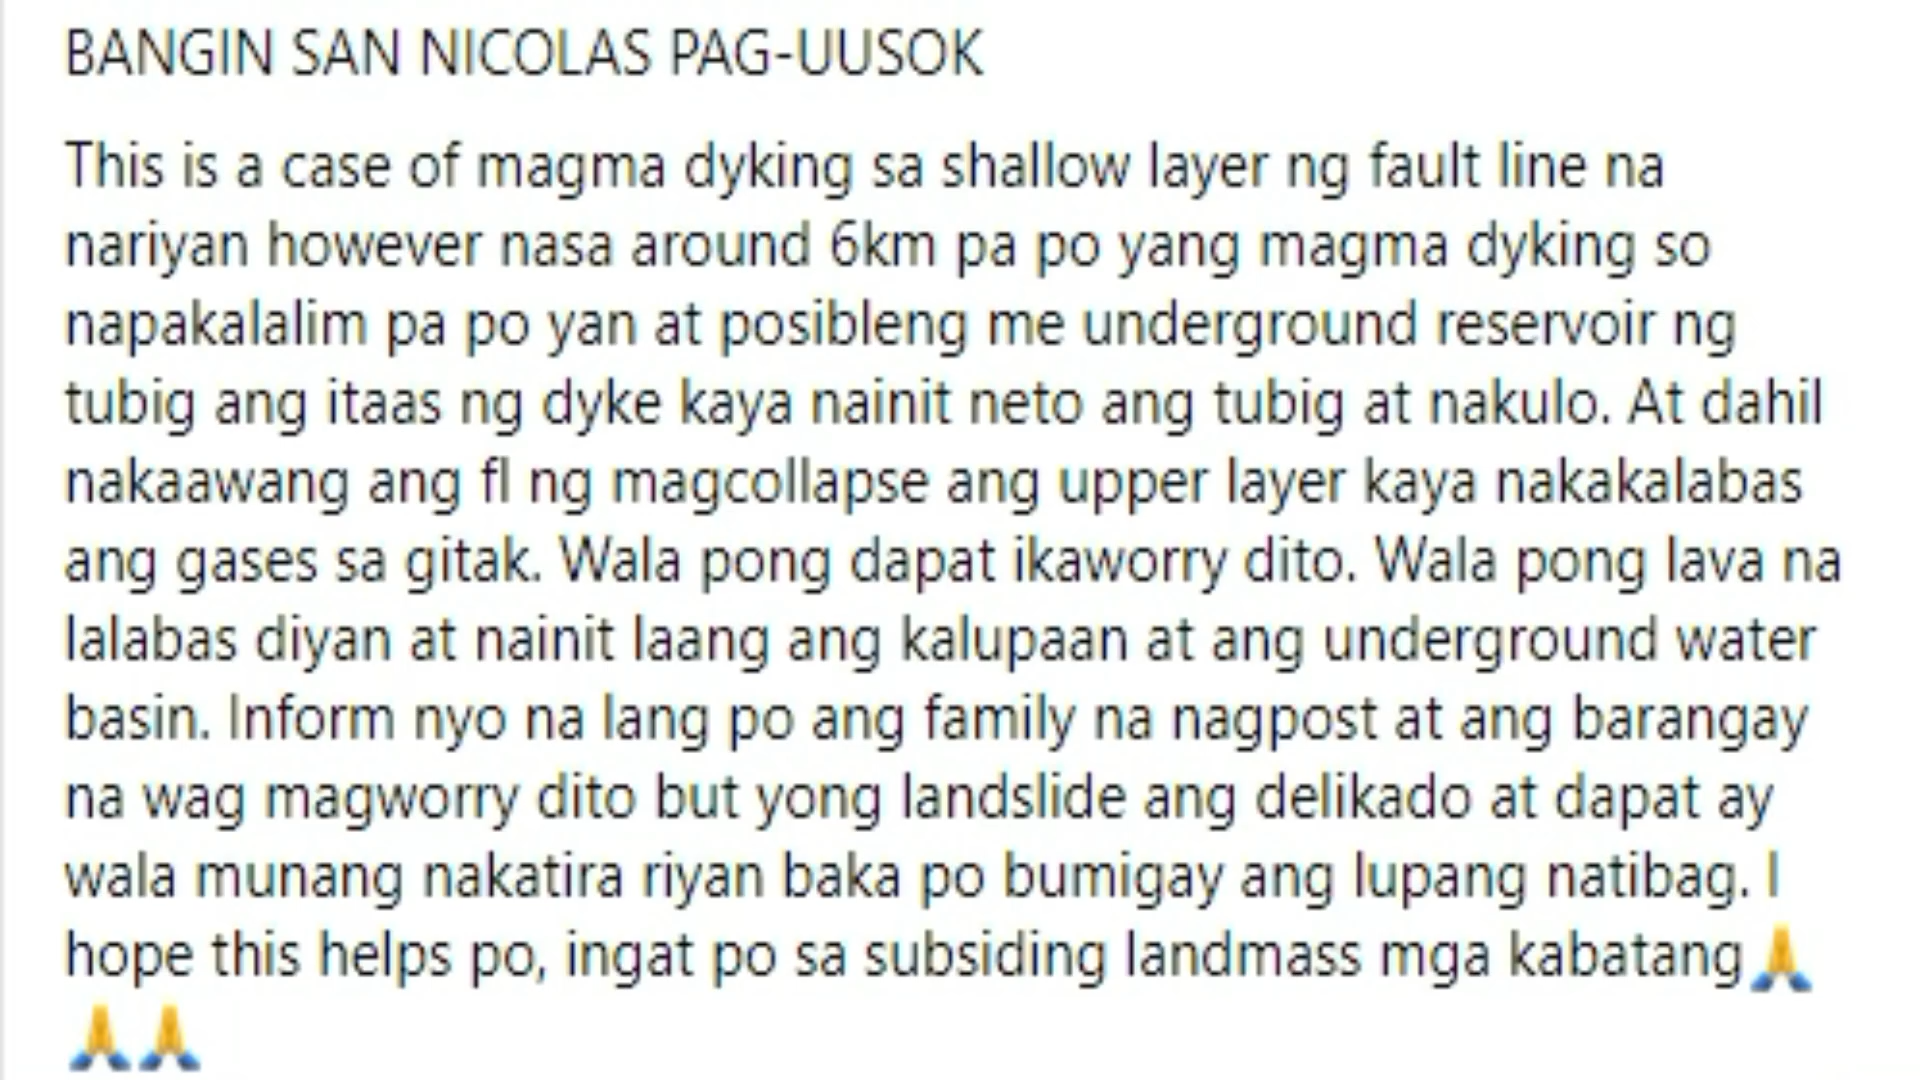 BANGIN SAN NICOLAS PAG-UUSOK
This is a case of magma dyking sa shallow layer ng fault line na
nariyan however nasa around 6km pa po yang magma dyking so
napakalalim pa po yan at posibleng me underground reservoir ng
tubig ang itaas ng dyke kaya nainit neto ang tubig at nakulo. At dahil
nakaawang ang fl ng magcollapse ang upper layer kaya nakakalabas
ang gases sa gitak. Wala pong dapat ikaworry dito. Wala pong lava na
lalabas diyan at nainit laang ang kalupaan at ang underground water
basin. Inform nyo na lang po ang family na nagpost at ang barangay
na wag magworry dito but yong landslide ang delikado at dapat ay
wala munang nakatira riyan baka po bumigay ang lupang natibag. I
hope this helps po, ingat po sa subsiding landmass mga kabatang🙏
🙏🙏